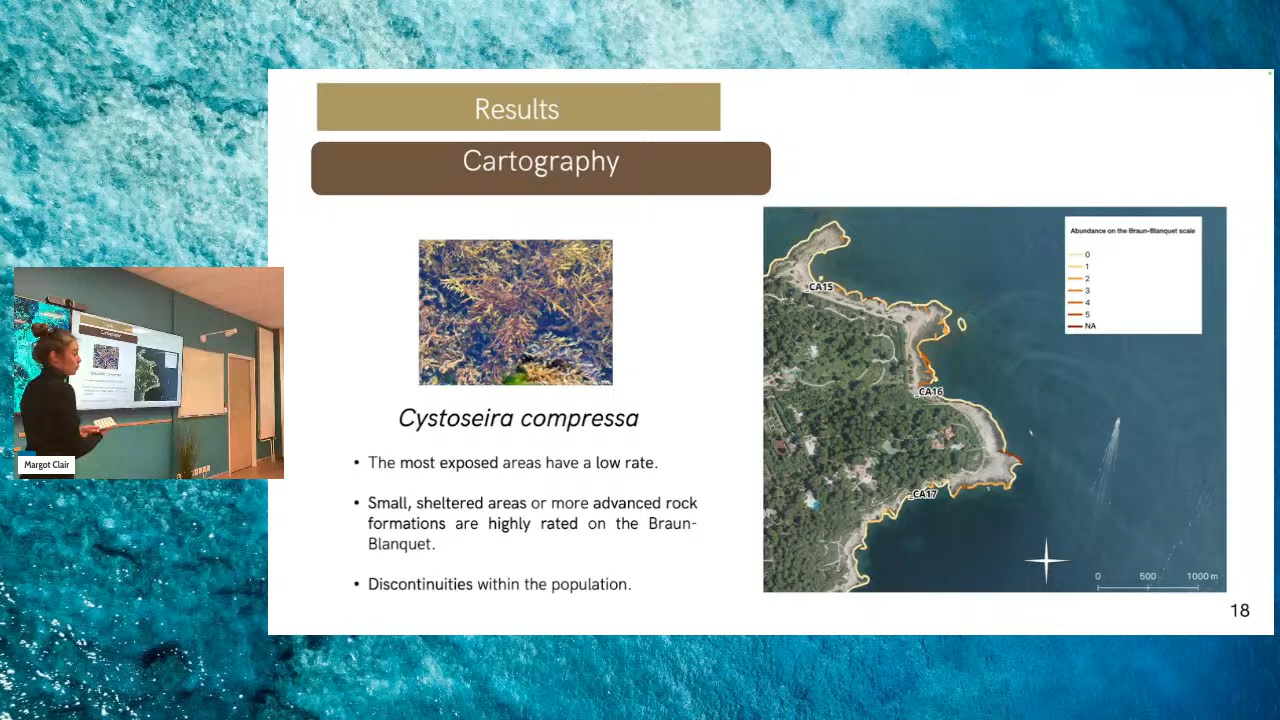 Results
Cartography
Cystoseira compressa
• The most exposed areas have a low rate.
• Small, sheltered areas or more advanced rock
formations are highly rated on the Braun-
Blanquet.
• Discontinuities within the population.
Abundance on the Braun-Blanquet scale
0
1
2
3
4
5
NA
CA15
CA16
CA17
0 500 1000 m
18
Margot Clair
Cartography